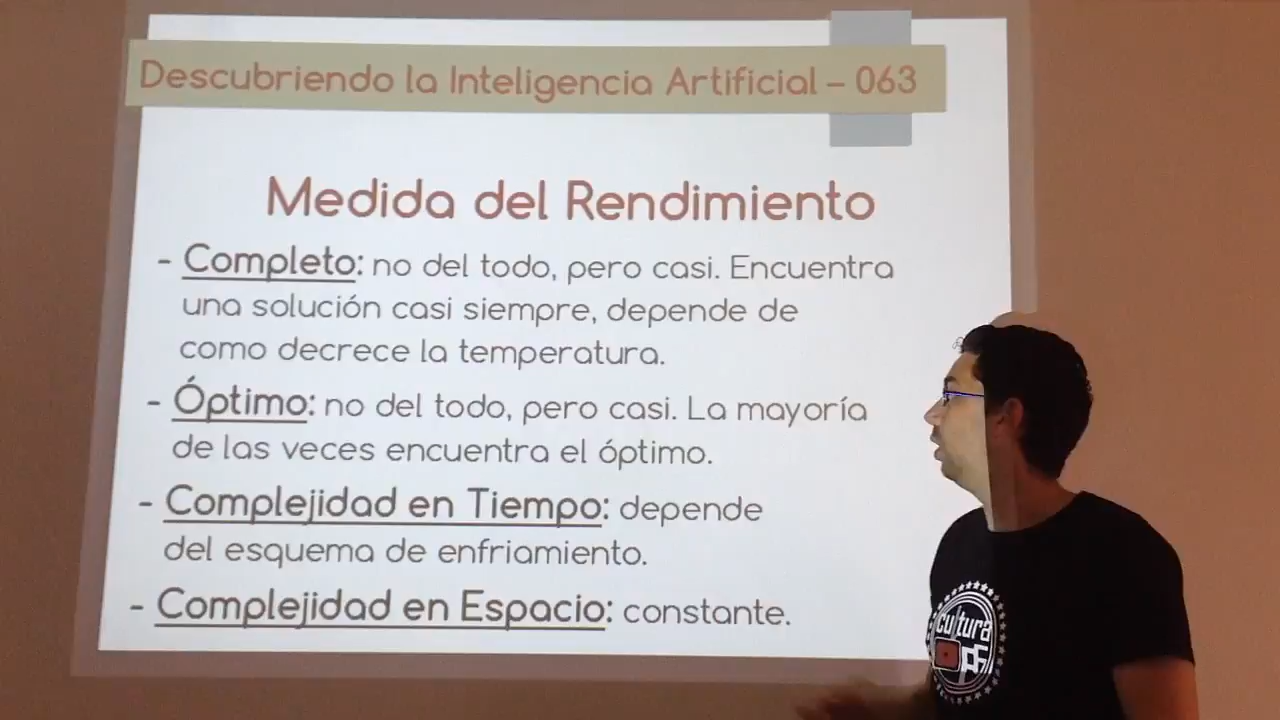 Descubriendo la Inteligencia Artificial – 063
Medida del Rendimiento
- Completo: no del todo, pero casi. Encuentra
una solución casi siempre, depende de
como decrece la temperatura.
- Óptimo: no del todo, pero casi. La mayoría
de las veces encuentra el óptimo.
- Complejidad en Tiempo: depende
del esquema de enfriamiento.
- Complejidad en Espacio: constante.
cultura